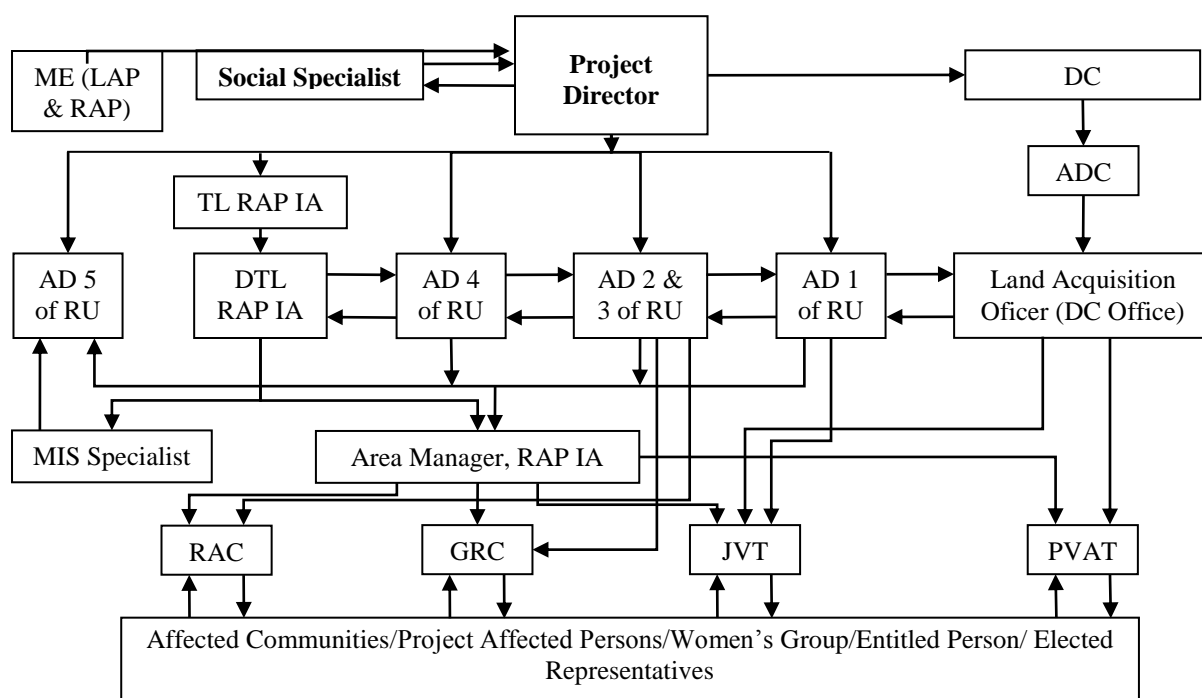 ME (LAP
& RAP)
Social Specialist
Project
Director
DC
ADC
TL RAP IA
AD 5
of RU
DTL
RAP IA
AD 4
of RU
AD 2 &
3 of RU
AD 1
of RU
Land Acquisition
Oficer (DC Office)
MIS Specialist
Area Manager, RAP IA
RAC
GRC
JVT
PVAT
Affected Communities/Project Affected Persons/Women’s Group/Entitled Person/ Elected
Representatives